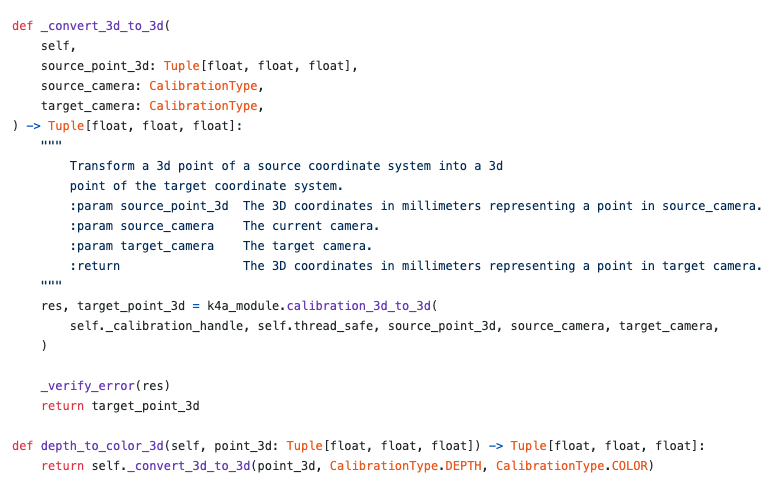 def _convert_3d_to_3d(
    self,
    source_point_3d: Tuple[float, float, float],
    source_camera: CalibrationType,
    target_camera: CalibrationType,
) -> Tuple[float, float, float]:
    """
        Transform a 3d point of a source coordinate system into a 3d
        point of the target coordinate system.
        :param source_point_3d  The 3D coordinates in millimeters representing a point in source_camera.
        :param source_camera    The current camera.
        :param target_camera    The target camera.
        :return                 The 3D coordinates in millimeters representing a point in target camera.
    """
    res, target_point_3d = k4a_module.calibration_3d_to_3d(
        self._calibration_handle, self.thread_safe, source_point_3d, source_camera, target_camera,
    )

    _verify_error(res)
    return target_point_3d

def depth_to_color_3d(self, point_3d: Tuple[float, float, float]) -> Tuple[float, float, float]:
    return self._convert_3d_to_3d(point_3d, CalibrationType.DEPTH, CalibrationType.COLOR)